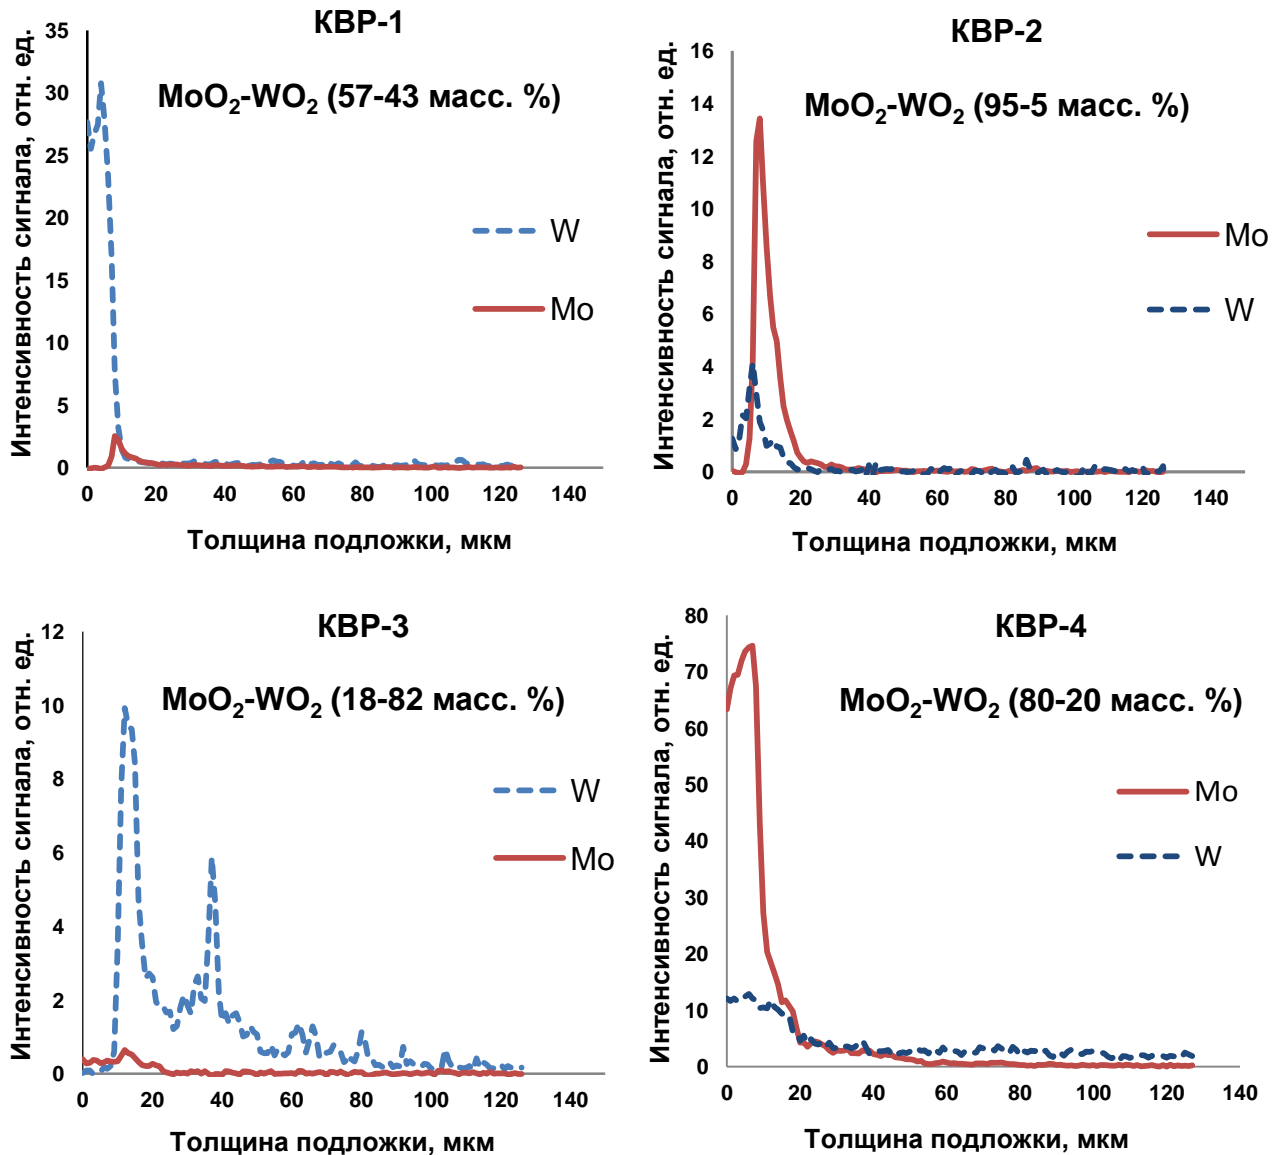 КВР-1
MoO₂-WO₂ (57-43 масс. %)
Интенсивность сигнала, отн. ед.
35
30
25
20
15
10
5
0
W
Mo
0 20 40 60 80 100 120 140
Толщина подложки, мкм
КВР-2
MoO₂-WO₂ (95-5 масс. %)
Интенсивность сигнала, отн. ед.
16
14
12
10
8
6
4
2
0
Mo
W
0 20 40 60 80 100 120 140
Толщина подложки, мкм
КВР-3
MoO₂-WO₂ (18-82 масс. %)
Интенсивность сигнала, отн. ед.
12
10
8
6
4
2
0
W
Mo
0 20 40 60 80 100 120 140
Толщина подложки, мкм
КВР-4
MoO₂-WO₂ (80-20 масс. %)
Интенсивность сигнала, отн. ед.
80
70
60
50
40
30
20
10
0
Mo
W
0 20 40 60 80 100 120 140
Толщина подложки, мкм